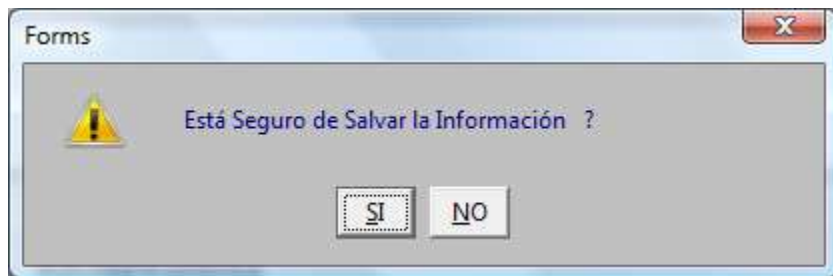 Forms
Está Seguro de Salvar la Información ?
SI NO